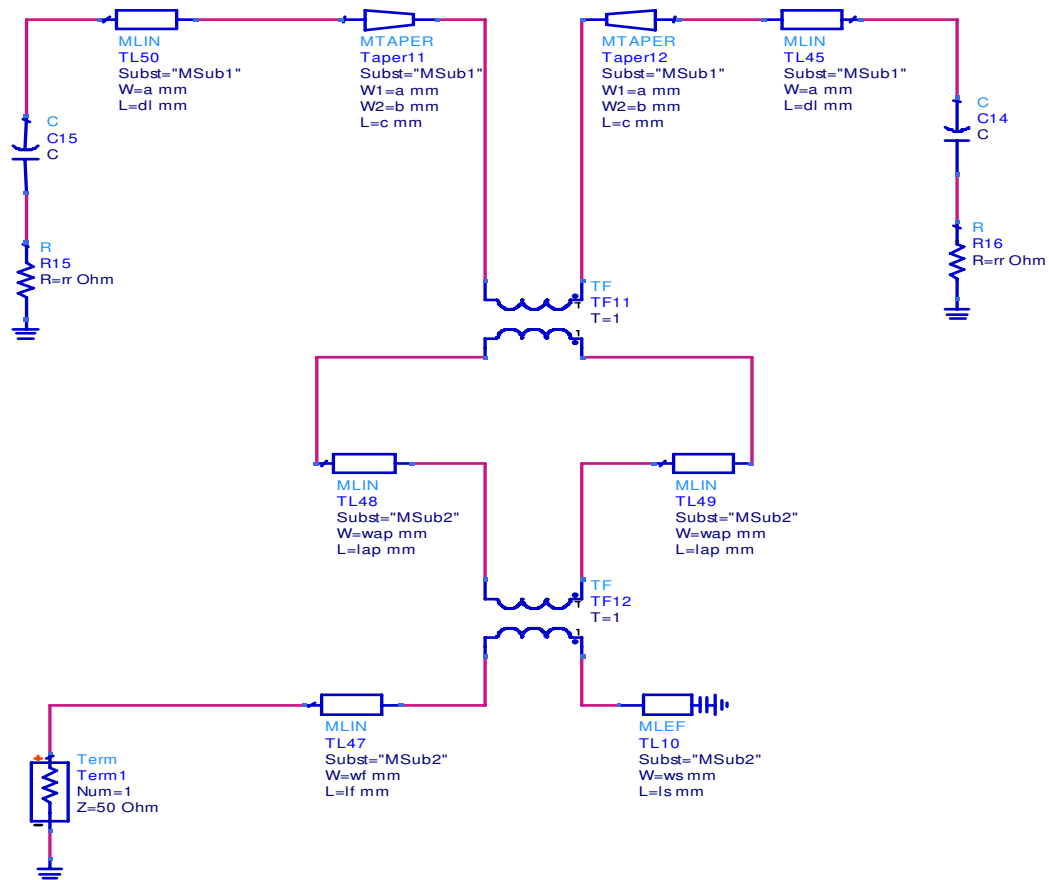 MLIN
TL50
Subst="MSub1"
W=a mm
L=dl mm
MTAPER
Taper11
Subst="MSub1"
W1=a mm
W2=b mm
L=c mm
MTAPER
Taper12
Subst="MSub1"
W1=a mm
W2=b mm
L=c mm
MLIN
TL45
Subst="MSub1"
W=a mm
L=dl mm
C
C15
C
C
C14
C
R
R15
R=rr Ohm
R
R16
R=rr Ohm
TF
TF11
T=1
T
1
MLIN
TL48
Subst="MSub2"
W=wap mm
L=lap mm
MLIN
TL49
Subst="MSub2"
W=wap mm
L=lap mm
TF
TF12
T=1
T
1
MLIN
TL47
Subst="MSub2"
W=wf mm
L=lf mm
MLEF
TL10
Subst="MSub2"
W=ws mm
L=ls mm
+
Term
Term1
Num=1
Z=50 Ohm
-